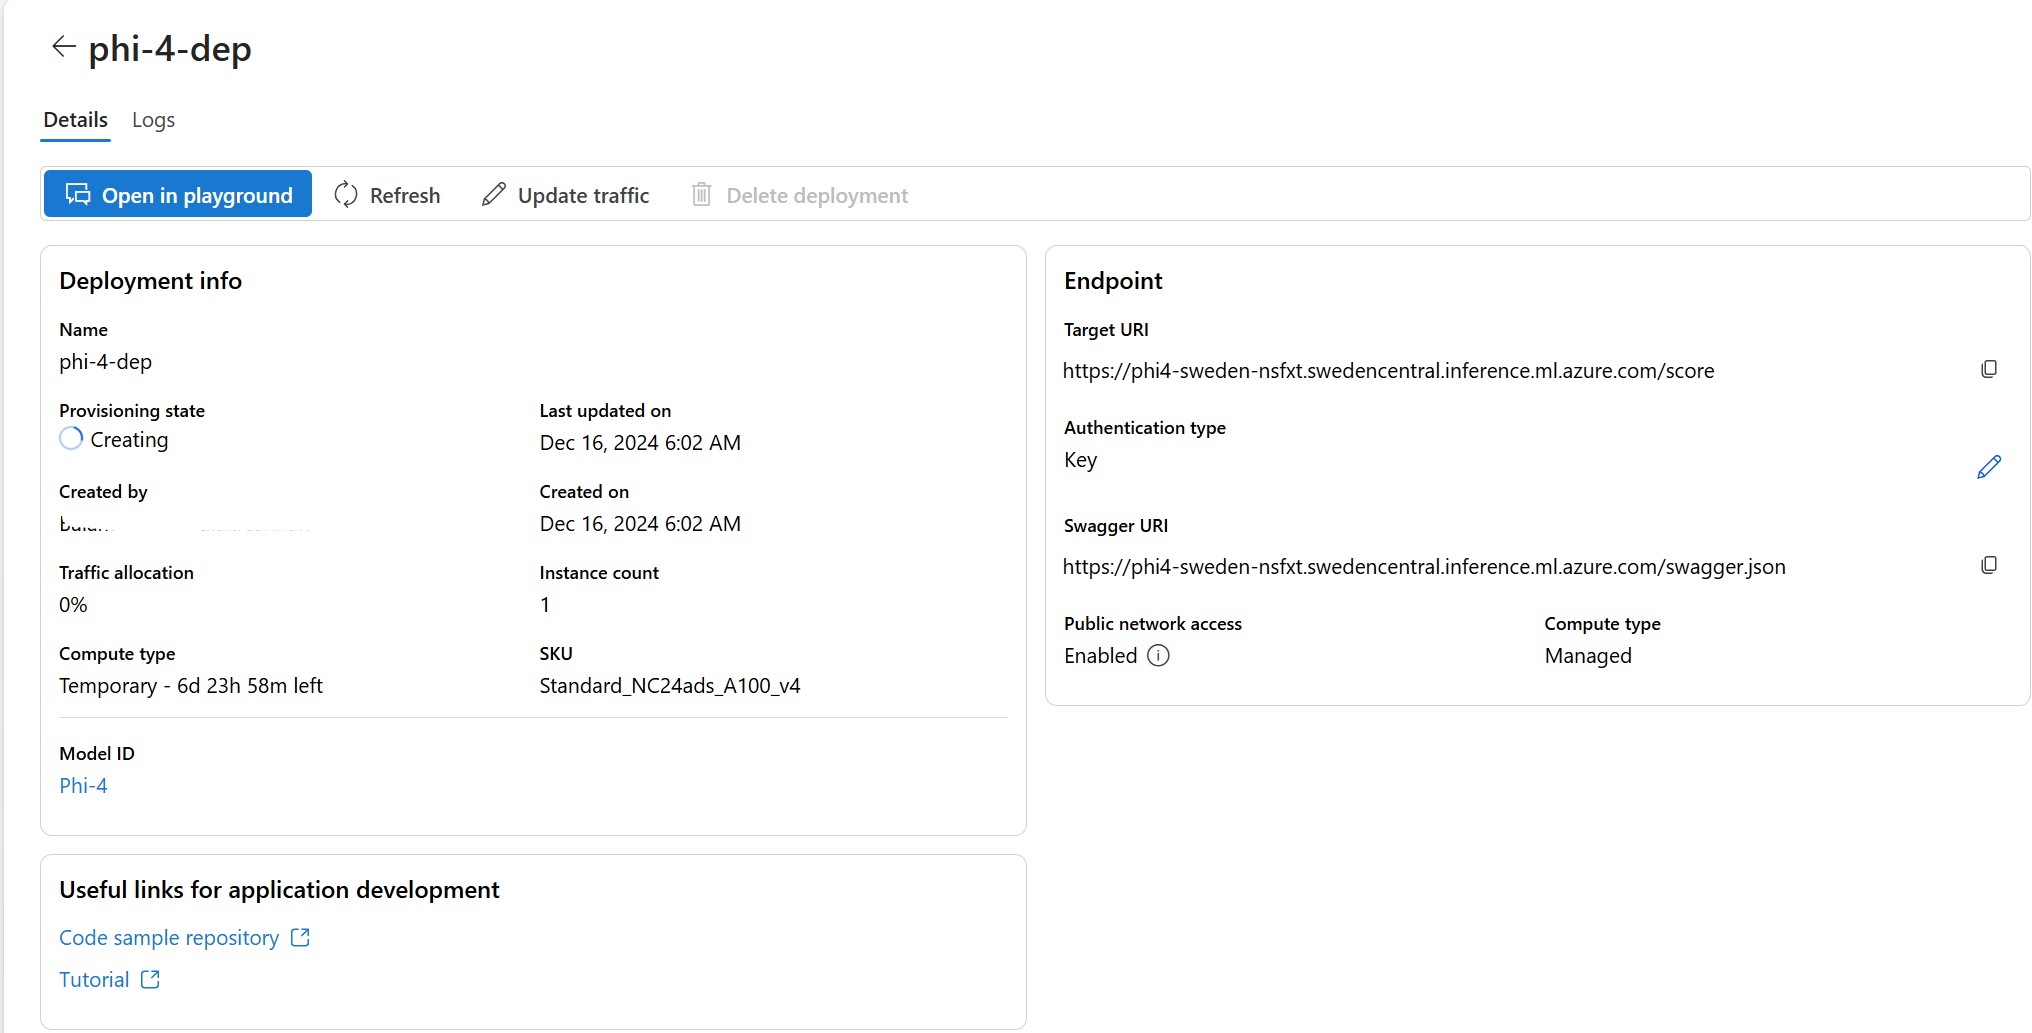 phi-4-dep
Details Logs
Open in playground Refresh Update traffic Delete deployment
Deployment info
Name
phi-4-dep
Provisioning state Last updated on
Creating Dec 16, 2024 6:02 AM
Created by Created on
Dec 16, 2024 6:02 AM
Traffic allocation Instance count
0% 1
Compute type SKU
Temporary - 6d 23h 58m left Standard_NC24ads_A100_v4
Model ID
Phi-4
Useful links for application development
Code sample repository
Tutorial
Endpoint
Target URI
https://phi4-sweden-nsfxt.swedencentral.inference.ml.azure.com/score
Authentication type
Key
Swagger URI
https://phi4-sweden-nsfxt.swedencentral.inference.ml.azure.com/swagger.json
Public network access Compute type
Enabled Managed